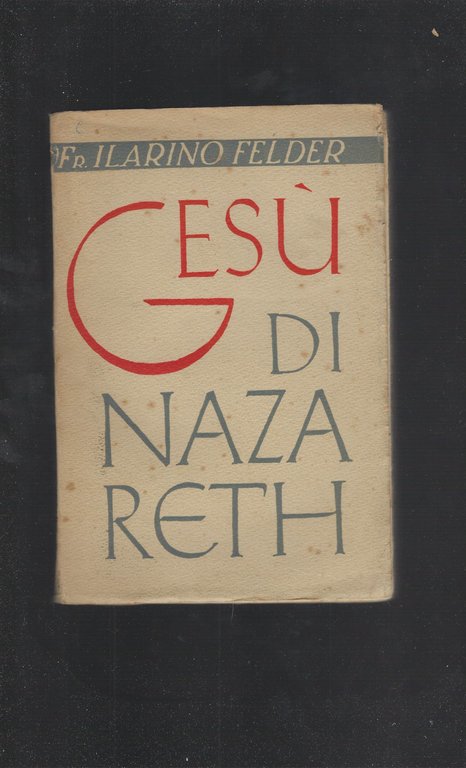 Fr. ILARINO FELDER
GESÙ
DI
NAZA
RETH